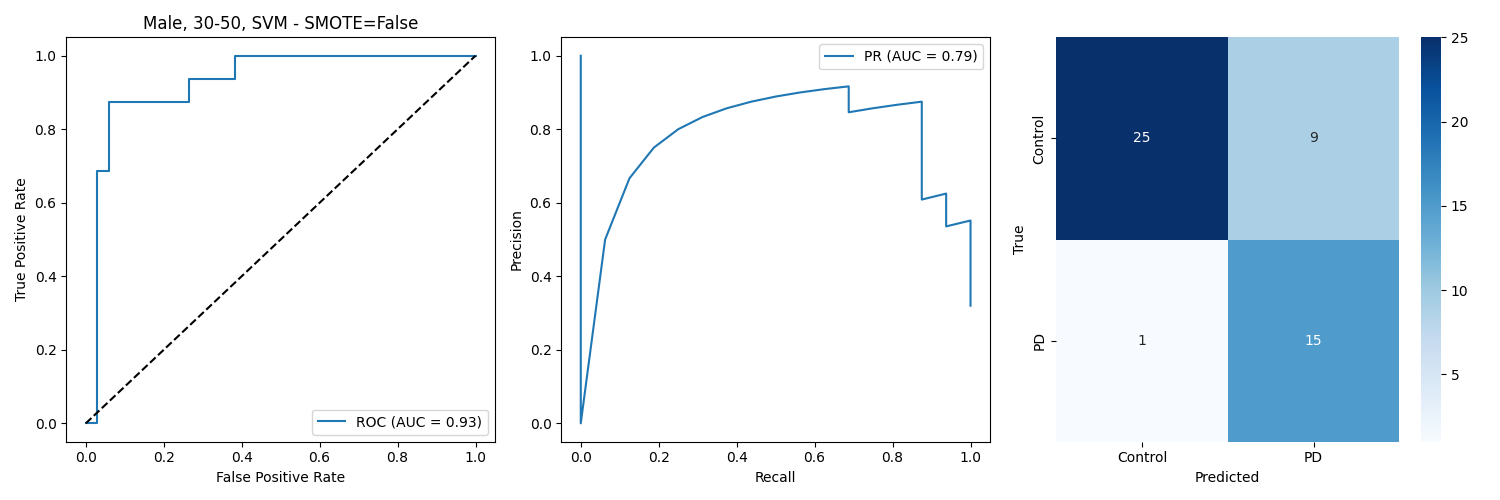 Male, 30-50, SVM - SMOTE=False
1.0
0.8
0.6
0.4
0.2
0.0
True Positive Rate
0.0 0.2 0.4 0.6 0.8 1.0
False Positive Rate
ROC (AUC = 0.93)
1.0
0.8
0.6
0.4
0.2
0.0
Precision
0.0 0.2 0.4 0.6 0.8 1.0
Recall
PR (AUC = 0.79)
True
Control
PD
25 9
1 15
Control PD
Predicted
25
20
15
10
5